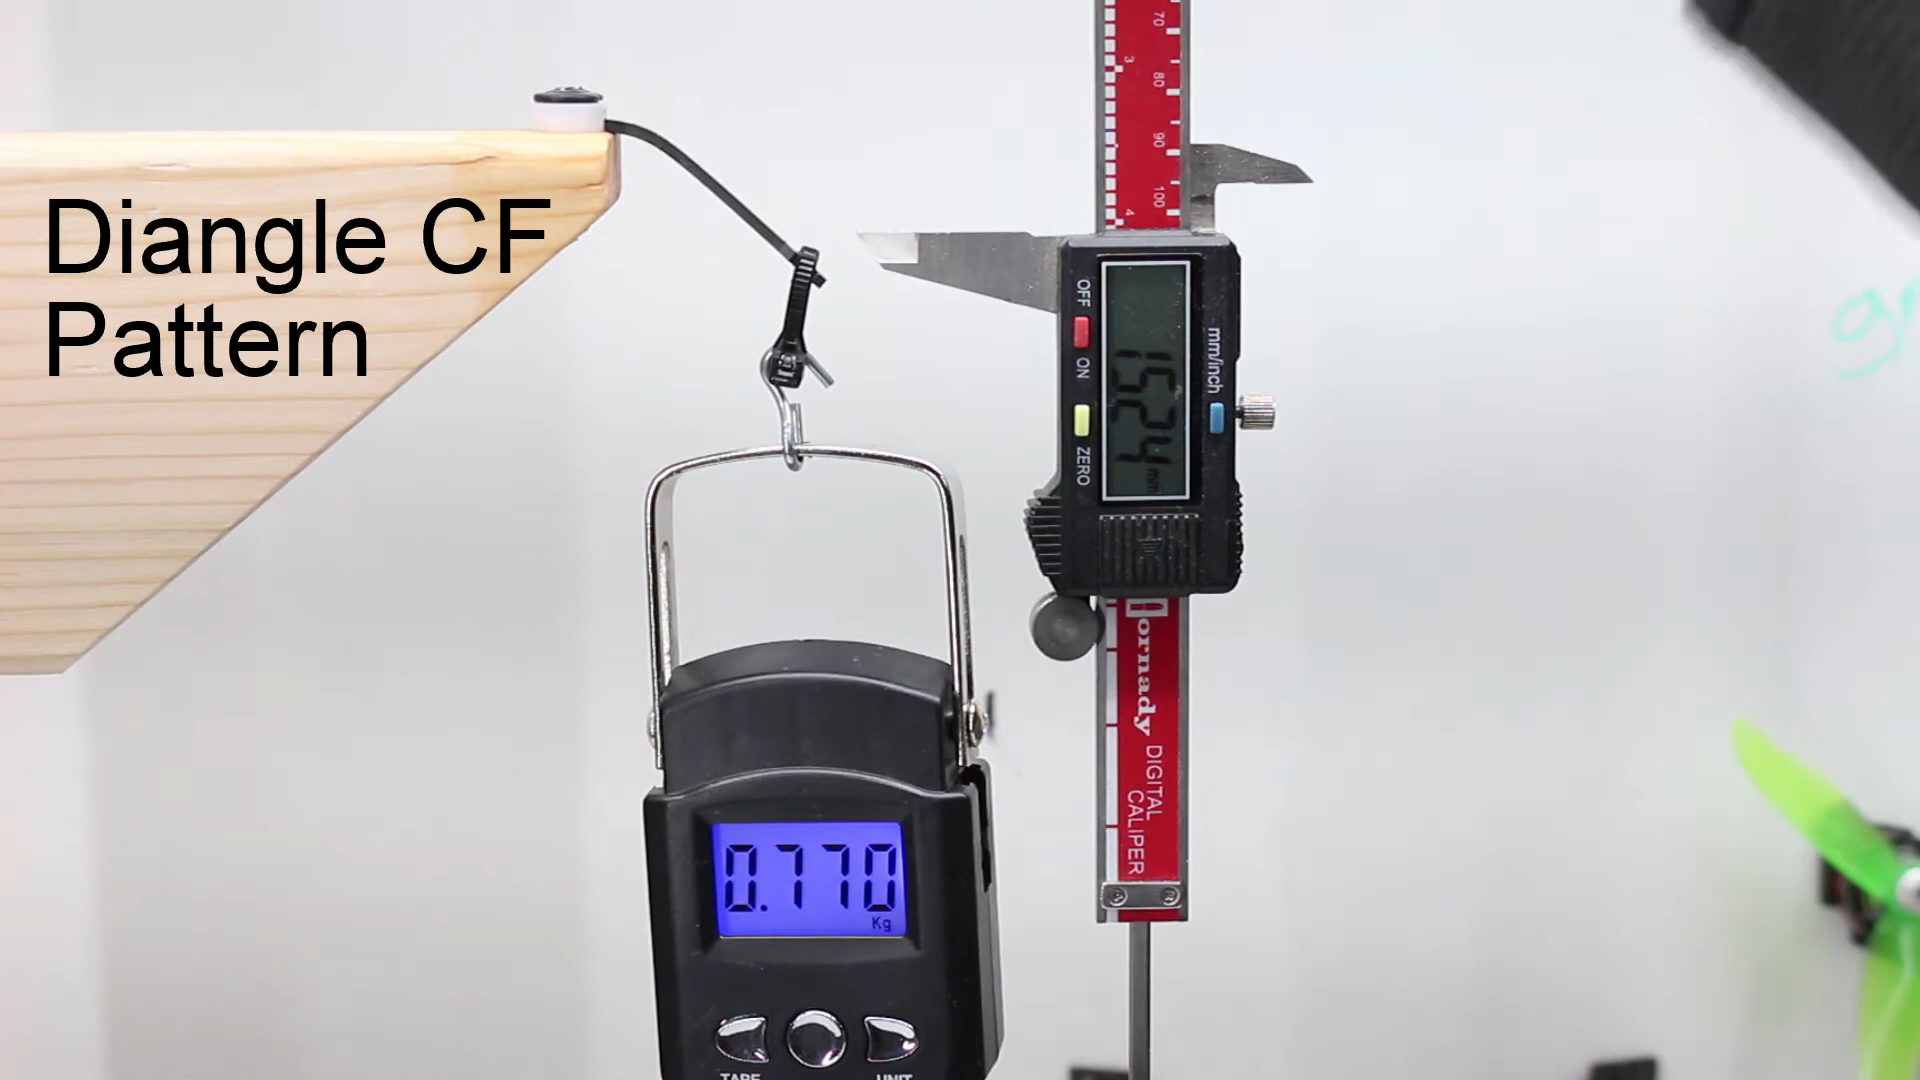 Diangle CF
Pattern
70
3
80
90
100
4
OFF
ON
ZERO
mm/inch
15.24
mm
Hornady
DIGITAL
CALIPER
0.770
Kg
TARE
UNIT